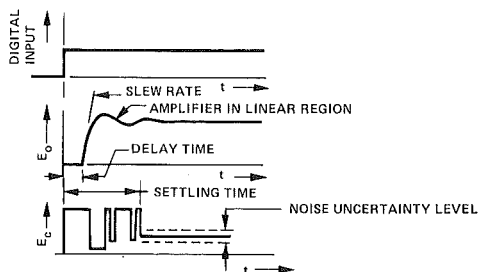 DIGITAL
INPUT
t
SLEW RATE
AMPLIFIER IN LINEAR REGION
Eo
DELAY TIME
t
SETTLING TIME
NOISE UNCERTAINTY LEVEL
Ec
t